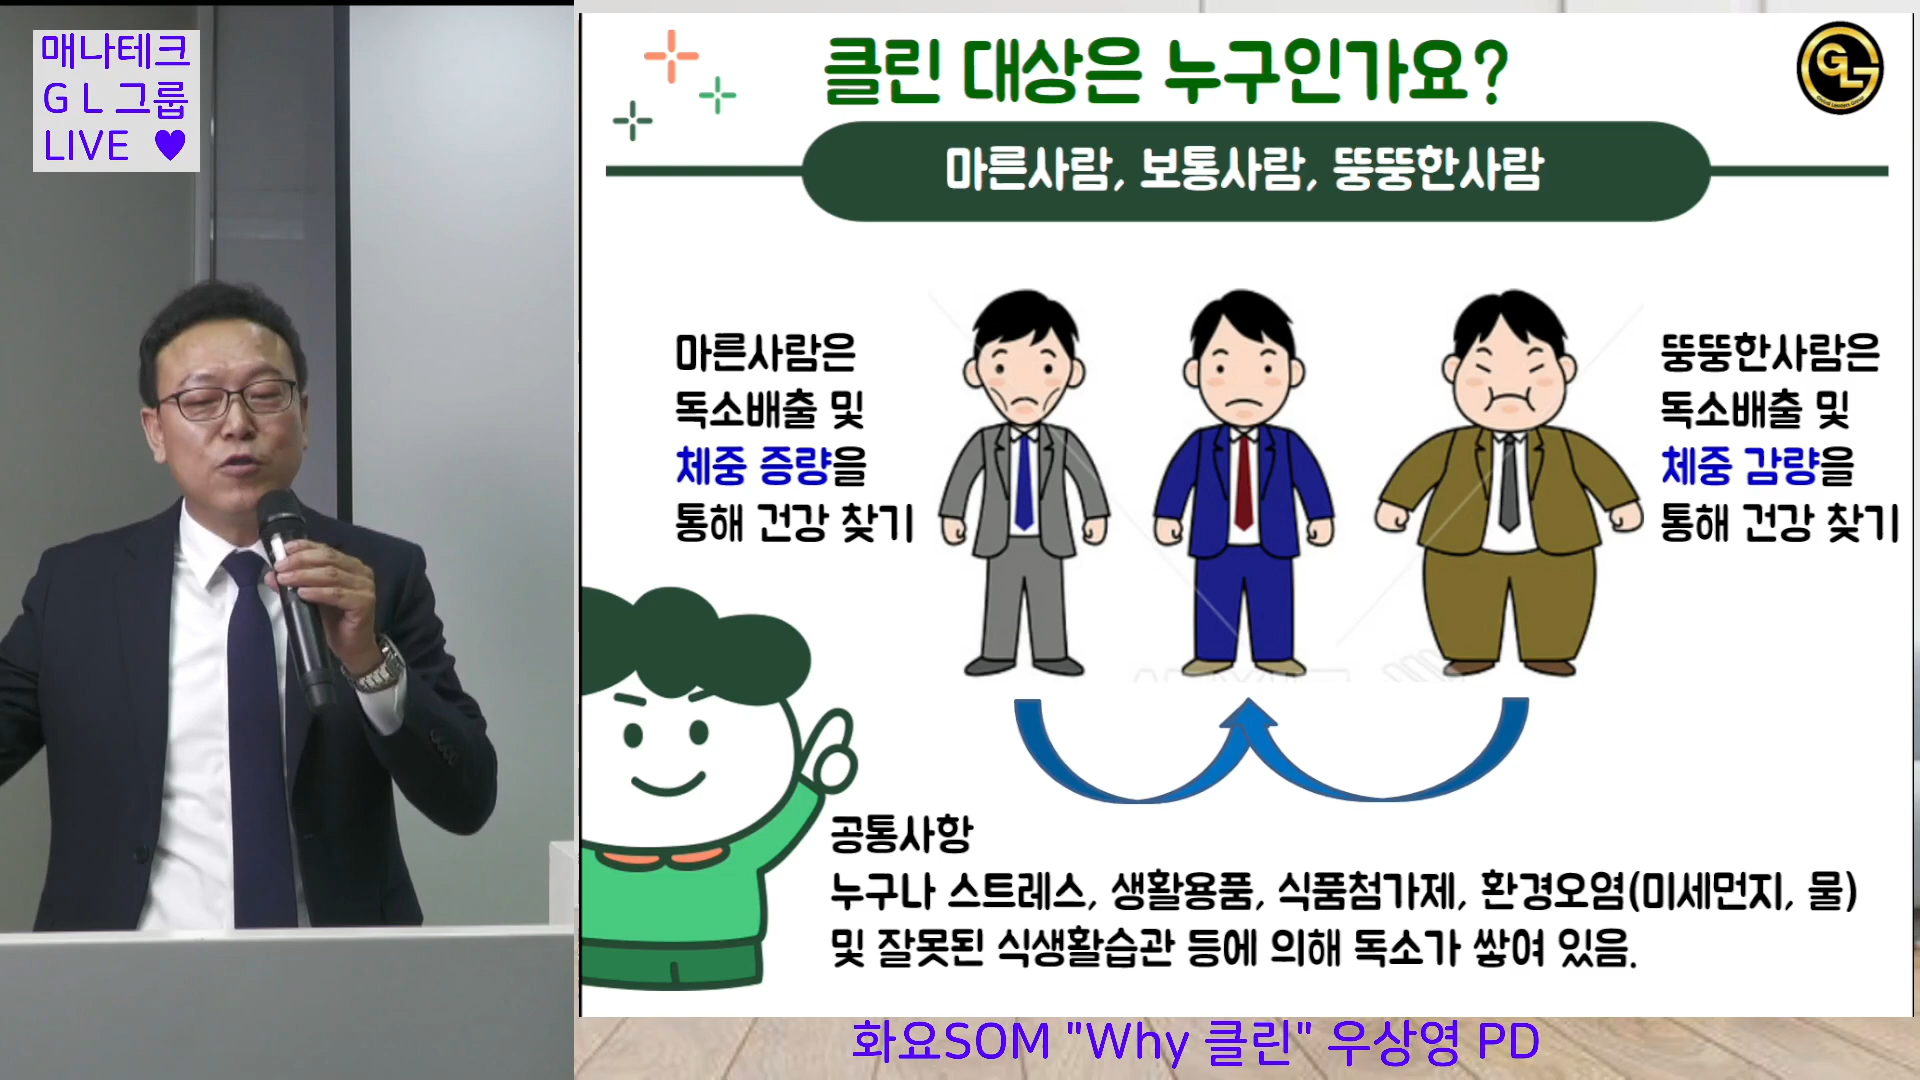 매나테크
G L 그룹
LIVE ♥
클린 대상은 누구인가요?
GL
마른사람, 보통사람, 뚱뚱한사람
마른사람은
독소배출 및
체중 증량을
통해 건강 찾기
뚱뚱한사람은
독소배출 및
체중 감량을
통해 건강 찾기
공통사항
누구나 스트레스, 생활용품, 식품첨가제, 환경오염(미세먼지, 물)
및 잘못된 식생활습관 등에 의해 독소가 쌓여 있음.
화요SOM "Why 클린" 우상영 PD